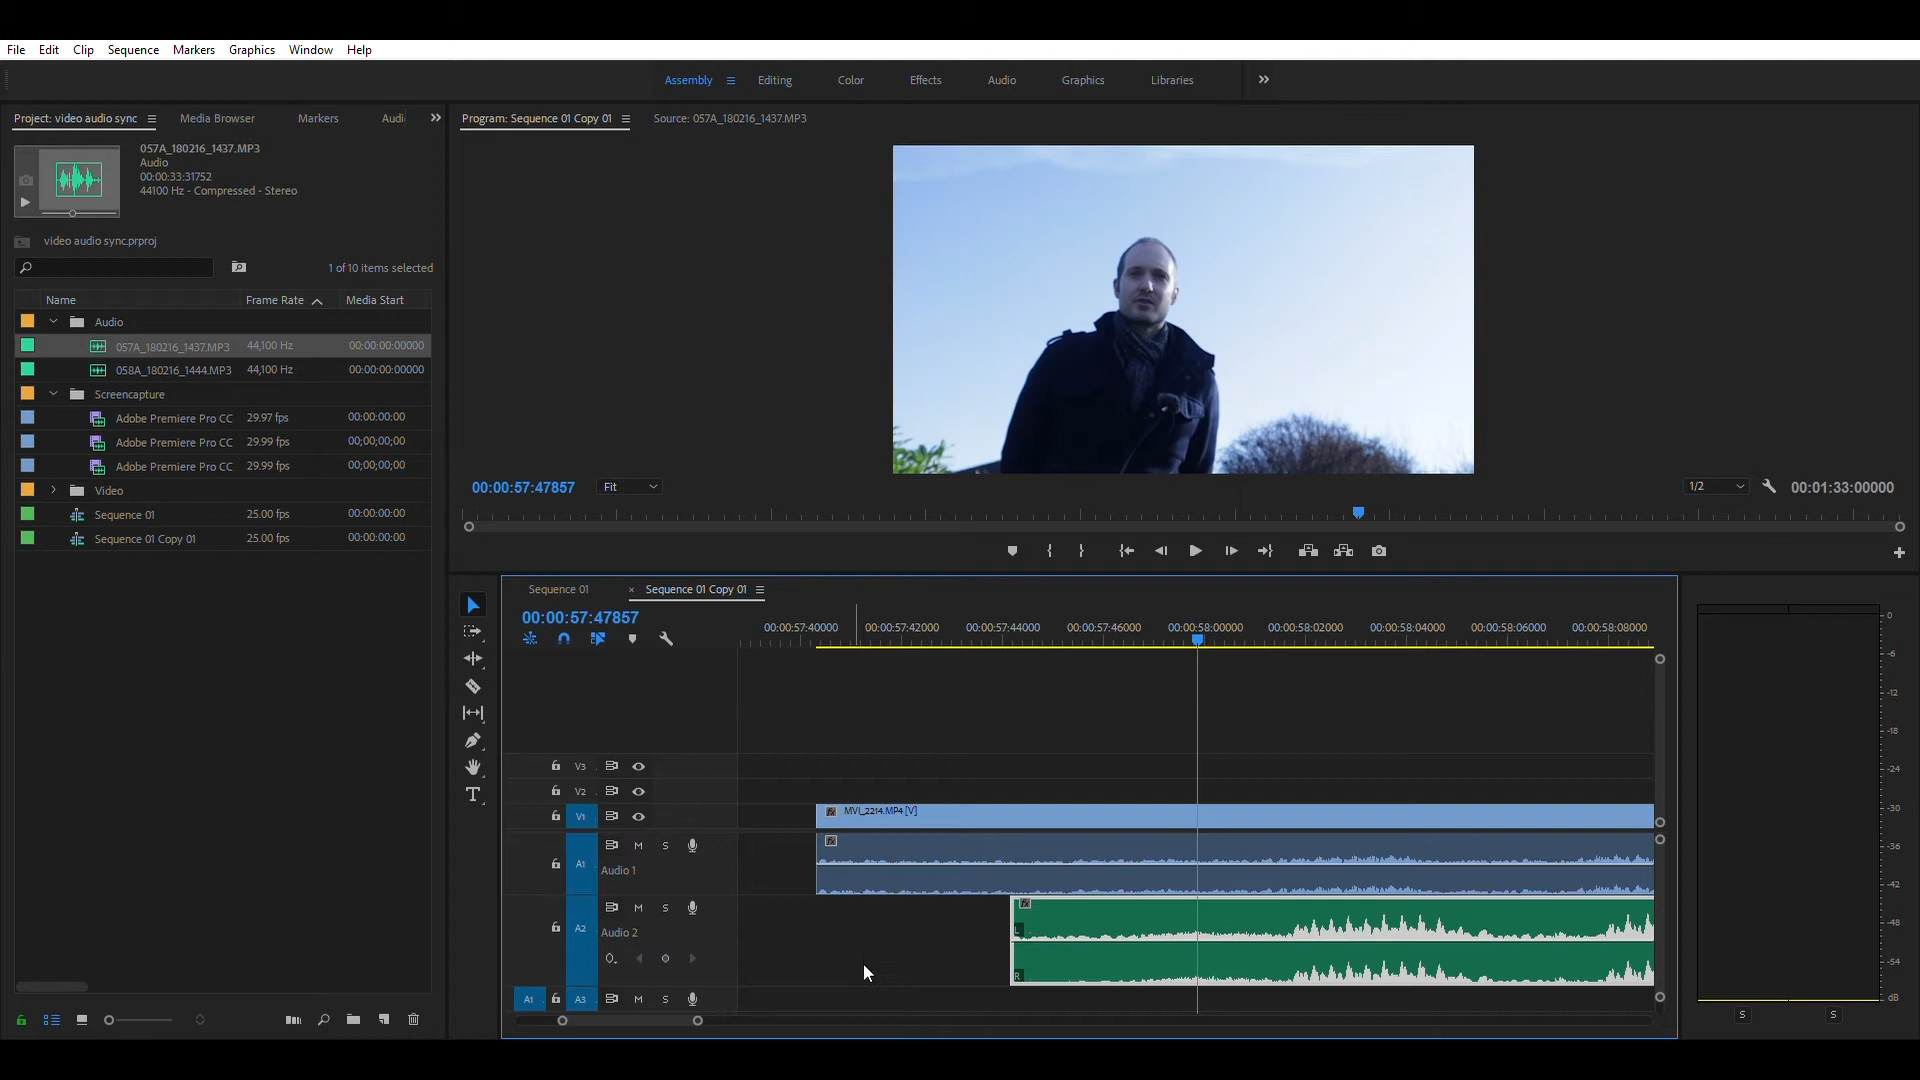 File Edit Clip Sequence Markers Graphics Window Help
Assembly Editing Color Effects Audio Graphics Libraries
Project: video audio sync Media Browser Markers Audi
057A_180216_1437.MP3
Audio
00:00:33:31752
44100 Hz - Compressed - Stereo
video audio sync.prproj
1 of 10 items selected
Name Frame Rate Media Start
Audio
057A_180216_1437.MP3 44,100 Hz 00:00:00:00000
058A_180216_1444.MP3 44,100 Hz 00:00:00:00000
Screencapture
Adobe Premiere Pro CC 29.97 fps 00:00:00:00
Adobe Premiere Pro CC 29.99 fps 00;00;00;00
Adobe Premiere Pro CC 29.99 fps 00;00;00;00
Video
Sequence 01 25.00 fps 00:00:00:00
Sequence 01 Copy 01 25.00 fps 00:00:00:00
Program: Sequence 01 Copy 01 Source: 057A_180216_1437.MP3
00:00:57:47857 Fit 1/2 00:01:33:00000
Sequence 01 × Sequence 01 Copy 01
00:00:57:47857
00:00:57:40000 00:00:57:42000 00:00:57:44000 00:00:57:46000 00:00:58:00000 00:00:58:02000 00:00:58:04000 00:00:58:06000 00:00:58:08000
V3
V2
V1 fx MVI_2214.MP4 [V]
A1 M S fx
Audio 1
A2 M S fx
Audio 2 L
R
A1 A3 M S
0
-6
-12
-18
-24
-30
-36
-42
-48
-54
dB
S S